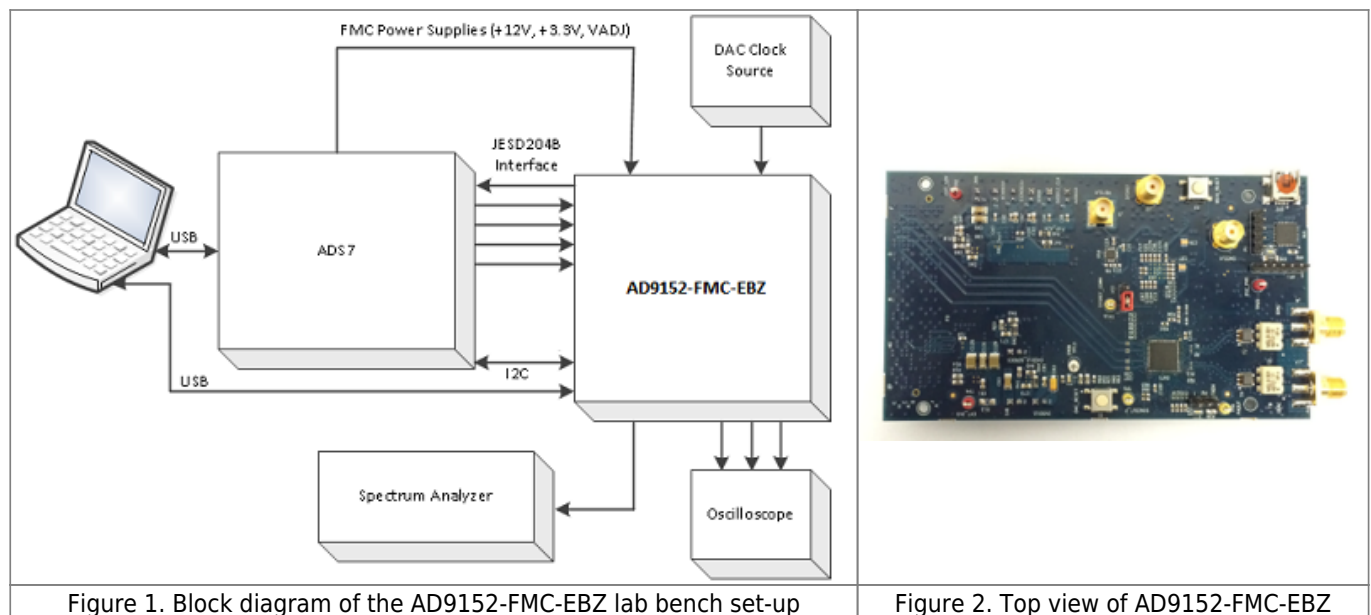 FMC Power Supplies (+12V, +3.3V, VADJ)
DAC Clock
Source
JESD204B
Interface
USB
ADS7
AD9152-FMC-EBZ
I2C
USB
Spectrum Analyzer
Oscilloscope
Figure 1. Block diagram of the AD9152-FMC-EBZ lab bench set-up
Figure 2. Top view of AD9152-FMC-EBZ